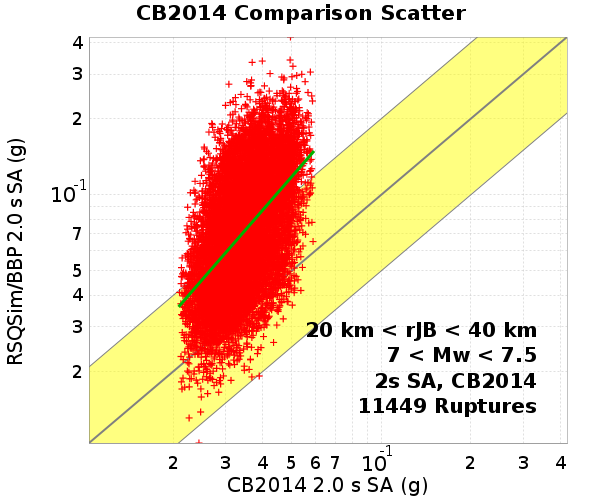 CB2014 Comparison Scatter
RSQSim/BBP 2.0 s SA (g)
4
3
2
10-1
7
5
4
3
2
20 km < rJB < 40 km
7 < Mw < 7.5
2s SA, CB2014
11449 Ruptures
2 3 4 5 6 7 10-1 2 3 4
CB2014 2.0 s SA (g)